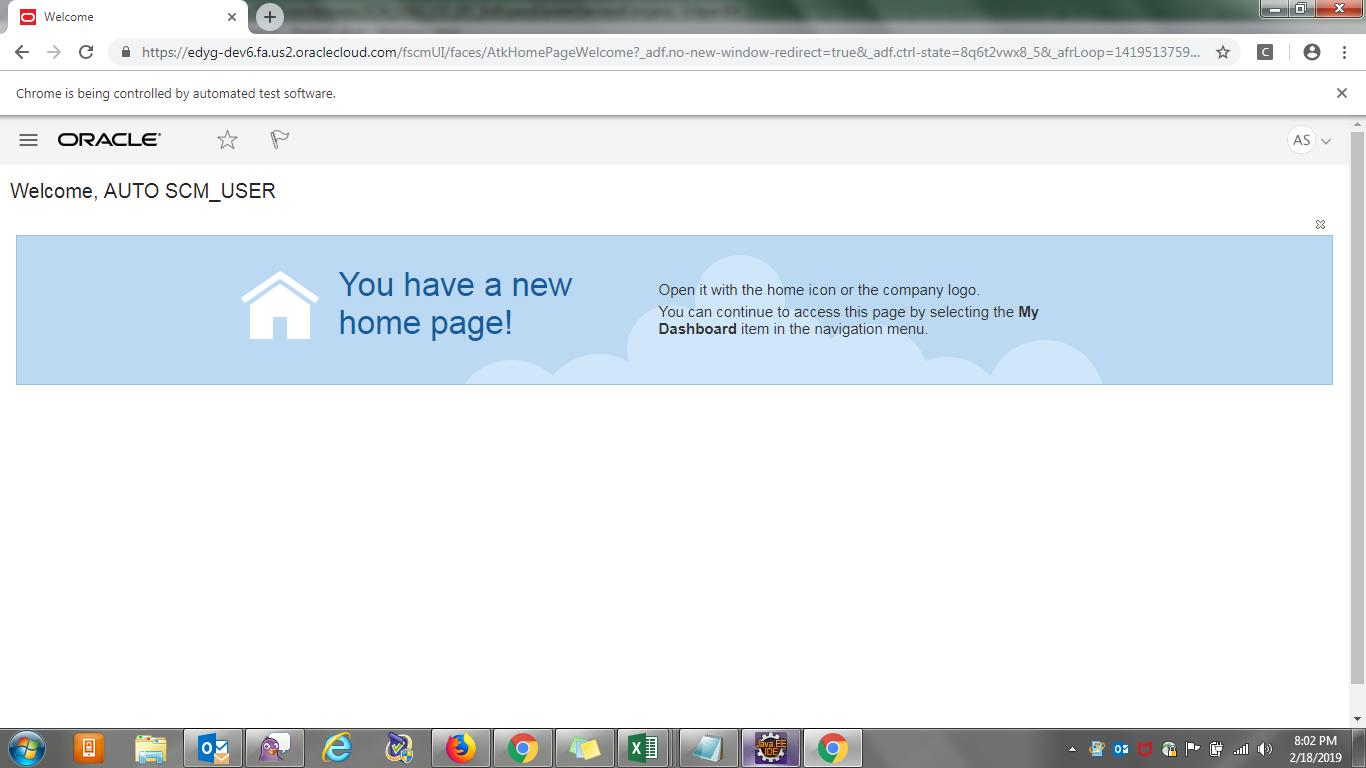 Welcome
https://edyg-dev6.fa.us2.oraclecloud.com/fscmUI/faces/AtkHomePageWelcome?_adf.no-new-window-redirect=true&_adf.ctrl-state=8q6t2vwx8_5&_afrLoop=1419513759...
C
Chrome is being controlled by automated test software.
ORACLE
AS
Welcome, AUTO SCM_USER
You have a new
home page!
Open it with the home icon or the company logo.
You can continue to access this page by selecting the My
Dashboard item in the navigation menu.
Java EE
IDE
8:02 PM
2/18/2019